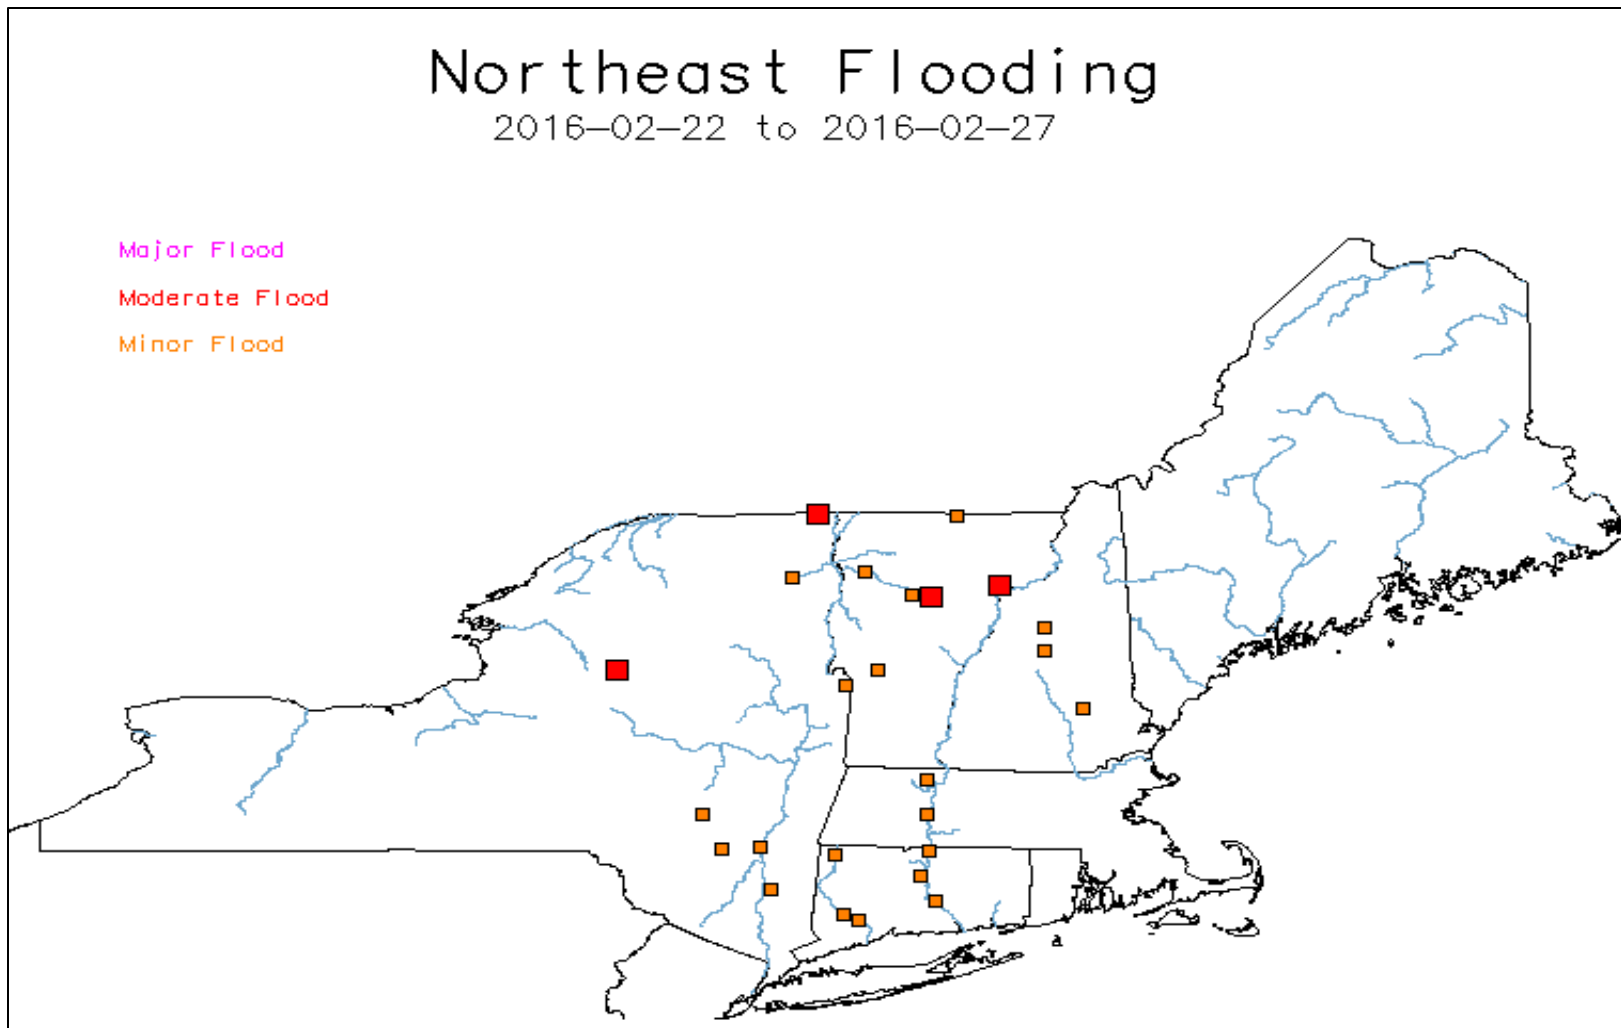 Northeast Flooding
2016-02-22 to 2016-02-27
Major Flood
Moderate Flood
Minor Flood